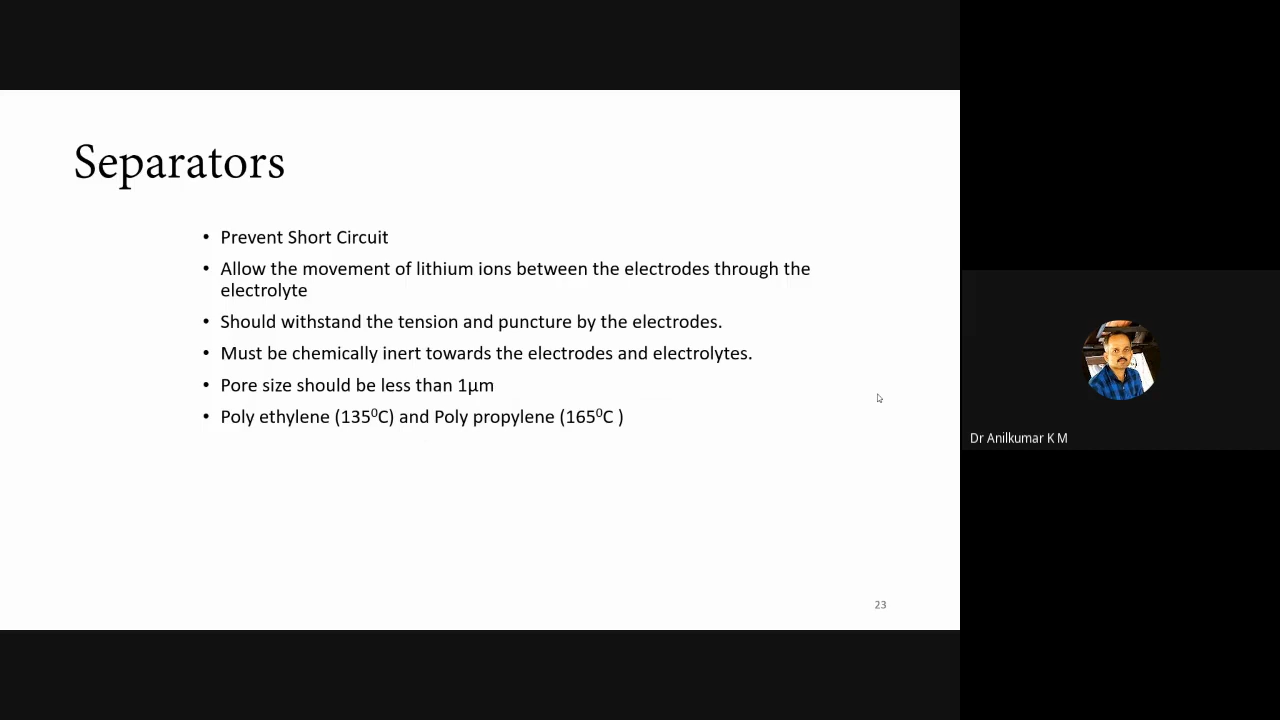 Separators
• Prevent Short Circuit
• Allow the movement of lithium ions between the electrodes through the
electrolyte
• Should withstand the tension and puncture by the electrodes.
• Must be chemically inert towards the electrodes and electrolytes.
• Pore size should be less than 1µm
• Poly ethylene (135⁰C) and Poly propylene (165⁰C )
23
Dr Anilkumar K M